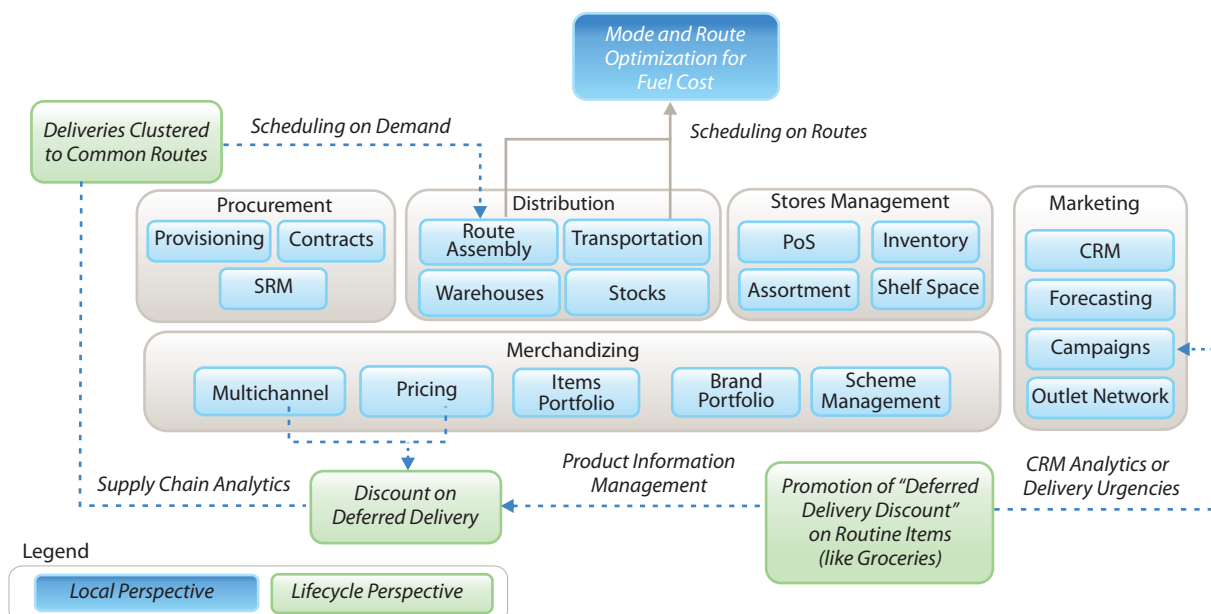 Mode and Route
Optimization for
Fuel Cost
Deliveries Clustered
to Common Routes
Scheduling on Demand
Scheduling on Routes
Procurement
Provisioning
Contracts
SRM
Distribution
Route
Assembly
Transportation
Warehouses
Stocks
Stores Management
PoS
Inventory
Assortment
Shelf Space
Marketing
CRM
Forecasting
Campaigns
Outlet Network
Merchandizing
Multichannel
Pricing
Items
Portfolio
Brand
Portfolio
Scheme
Management
Supply Chain Analytics
Discount on
Deferred Delivery
Product Information
Management
Promotion of “Deferred
Delivery Discount”
on Routine Items
(like Groceries)
CRM Analytics or
Delivery Urgencies
Legend
Local Perspective
Lifecycle Perspective